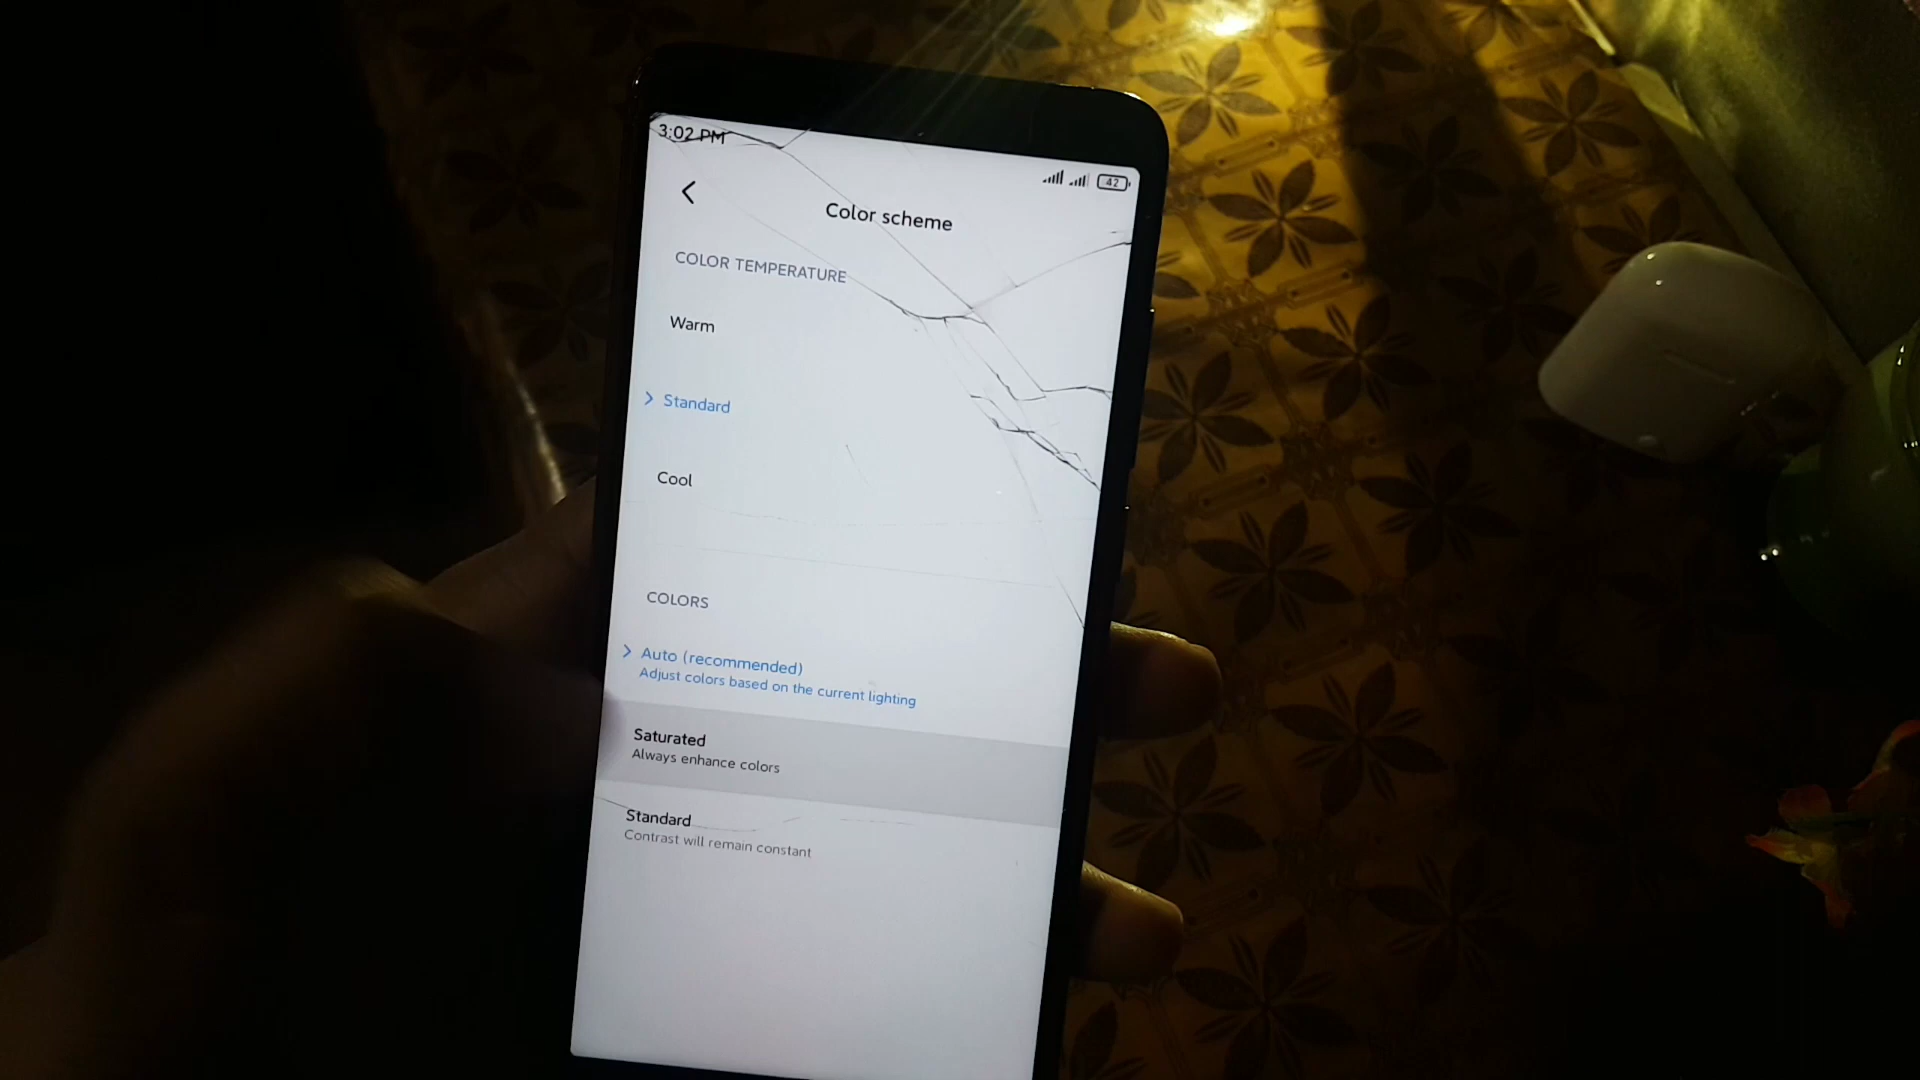 3:02 PM
42
Color scheme
COLOR TEMPERATURE
Warm
Standard
Cool
COLORS
Auto (recommended)
Adjust colors based on the current lighting
Saturated
Always enhance colors
Standard
Contrast will remain constant